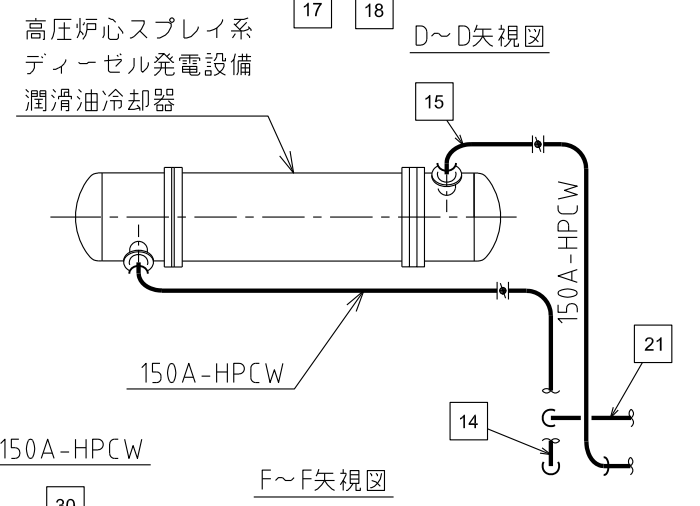 17 18
D～D矢視図
高圧炉心スプレイ系
ディーゼル発電設備
潤滑油冷却器
15
150A-HPCW
150A-HPCW
21
14
150A-HPCW
F～F矢視図
30